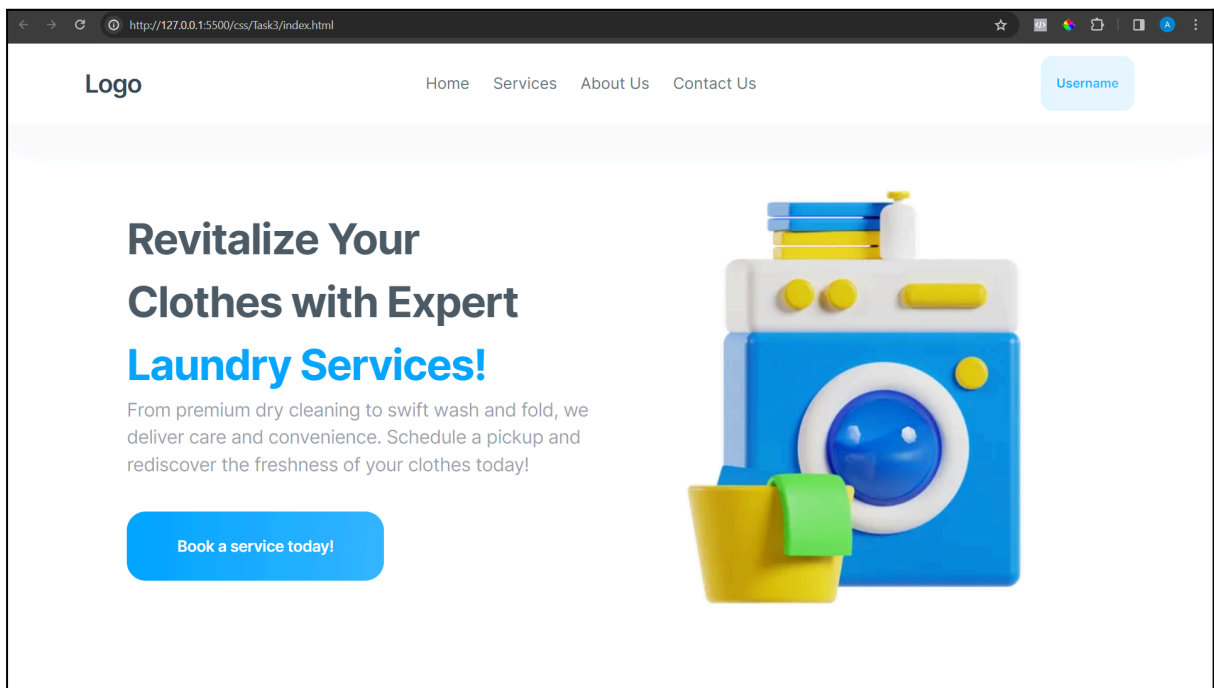 http://127.0.0.1:5500/css/Task3/index.html
A
Logo
Home Services About Us Contact Us
Username
Revitalize Your
Clothes with Expert
Laundry Services!
From premium dry cleaning to swift wash and fold, we
deliver care and convenience. Schedule a pickup and
rediscover the freshness of your clothes today!
Book a service today!